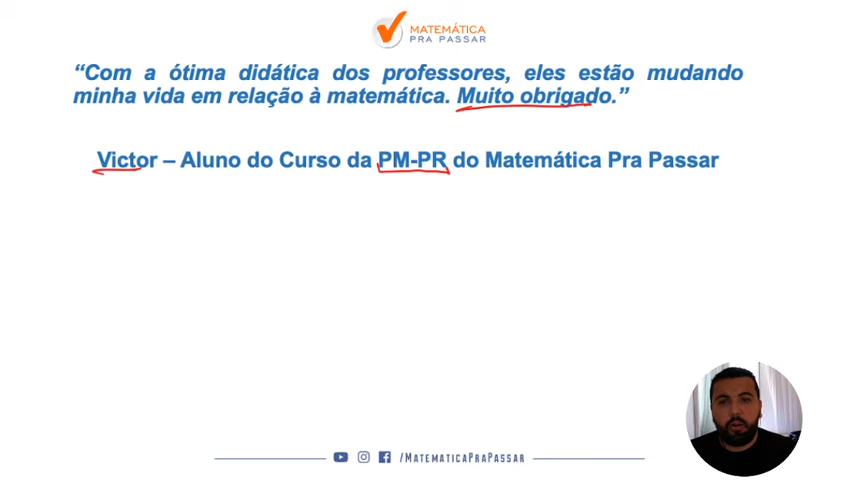 MATEMÁTICA
PRA PASSAR
“Com a ótima didática dos professores, eles estão mudando
minha vida em relação à matemática. Muito obrigado.”
Victor – Aluno do Curso da PM-PR do Matemática Pra Passar
/MatematicaPraPassar